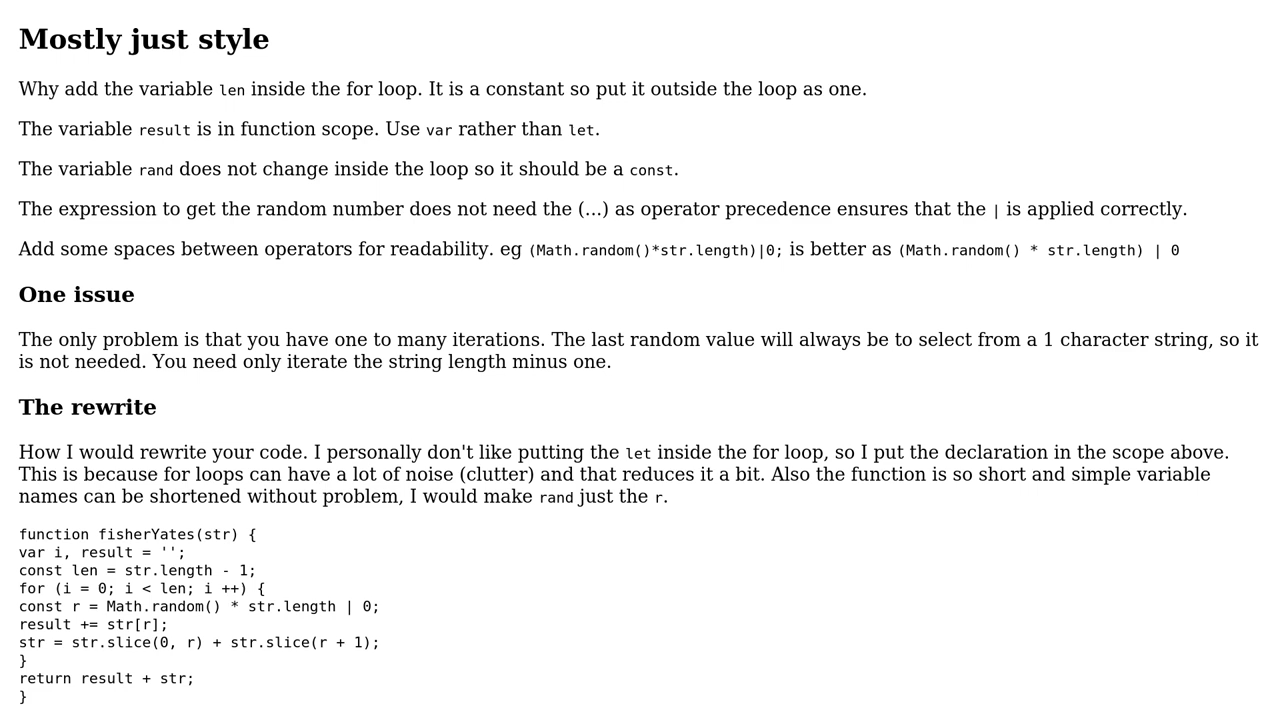 Mostly just style
Why add the variable len inside the for loop. It is a constant so put it outside the loop as one.
The variable result is in function scope. Use var rather than let.
The variable rand does not change inside the loop so it should be a const.
The expression to get the random number does not need the (...) as operator precedence ensures that the | is applied correctly.
Add some spaces between operators for readability. eg (Math.random()*str.length)|0; is better as (Math.random() * str.length) | 0
One issue
The only problem is that you have one to many iterations. The last random value will always be to select from a 1 character string, so it
is not needed. You need only iterate the string length minus one.
The rewrite
How I would rewrite your code. I personally don't like putting the let inside the for loop, so I put the declaration in the scope above.
This is because for loops can have a lot of noise (clutter) and that reduces it a bit. Also the function is so short and simple variable
names can be shortened without problem, I would make rand just the r.
function fisherYates(str) {
var i, result = '';
const len = str.length - 1;
for (i = 0; i < len; i ++) {
const r = Math.random() * str.length | 0;
result += str[r];
str = str.slice(0, r) + str.slice(r + 1);
}
return result + str;
}